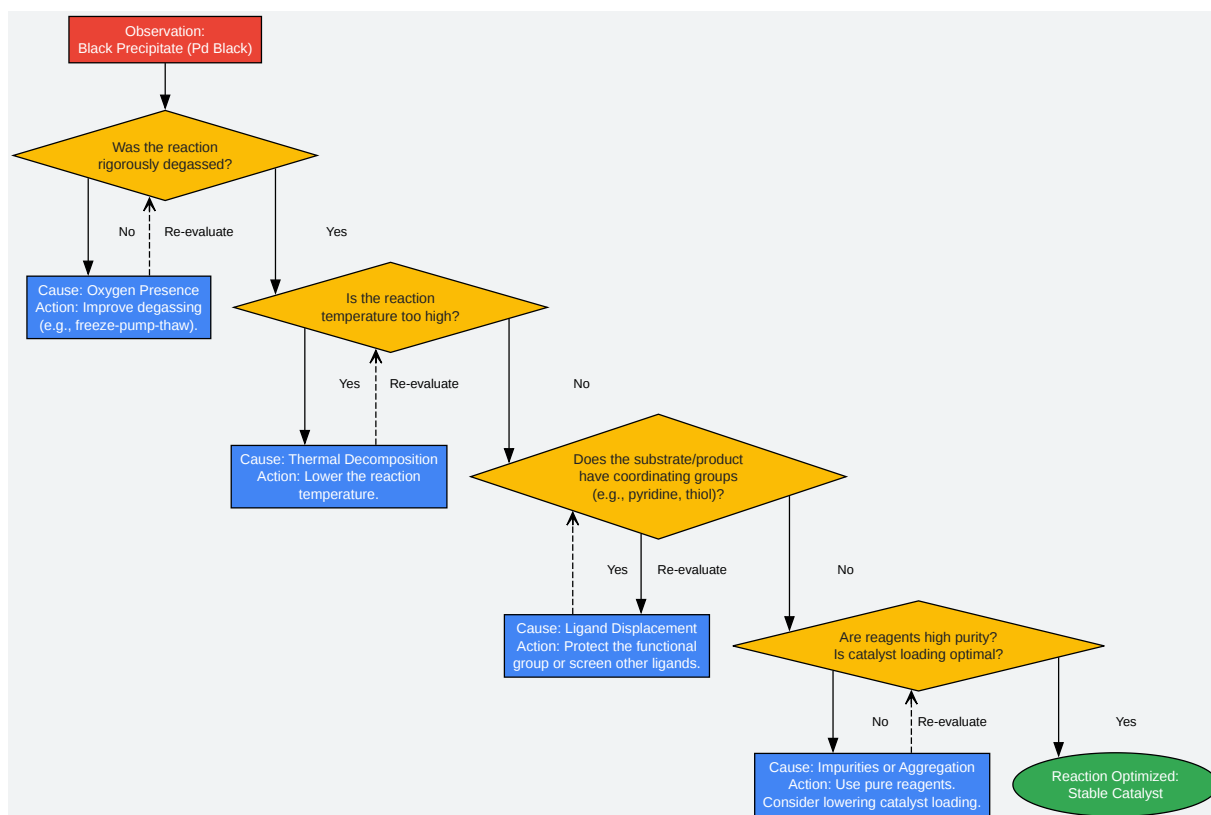 Observation:
Black Precipitate (Pd Black)
Was the reaction
rigorously degassed?
No
Re-evaluate
Yes
Cause: Oxygen Presence
Action: Improve degassing
(e.g., freeze-pump-thaw).
Is the reaction
temperature too high?
Yes
Re-evaluate
No
Cause: Thermal Decomposition
Action: Lower the reaction
temperature.
Does the substrate/product
have coordinating groups
(e.g., pyridine, thiol)?
Yes
Re-evaluate
No
Cause: Ligand Displacement
Action: Protect the functional
group or screen other ligands.
Are reagents high purity?
Is catalyst loading optimal?
No
Re-evaluate
Yes
Cause: Impurities or Aggregation
Action: Use pure reagents.
Consider lowering catalyst loading.
Reaction Optimized:
Stable Catalyst